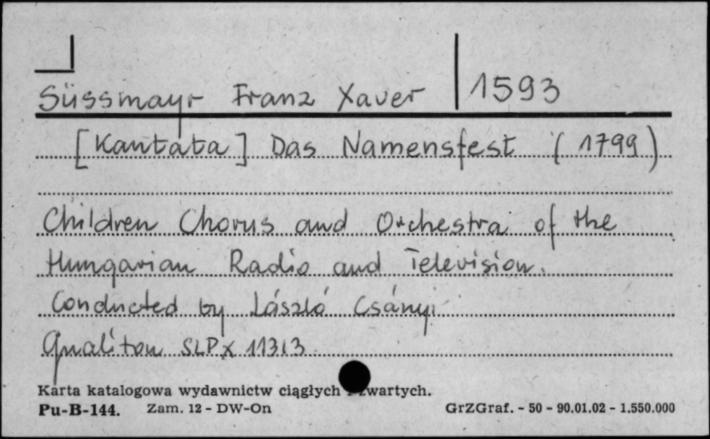 Süssmayr Franz Xaver 1593
[Kantata] Das Namensfest (1799)
Children Chorus and Orchestra of the
Hungarian Radio and Television.
Conducted by László Csányi
Qualiton SLPX 11313
Karta katalogowa wydawnictw ciągłych i zwartych.
Pu-B-144. Zam. 12 - DW-On GrZGraf. - 50 - 90.01.02 - 1.550.000